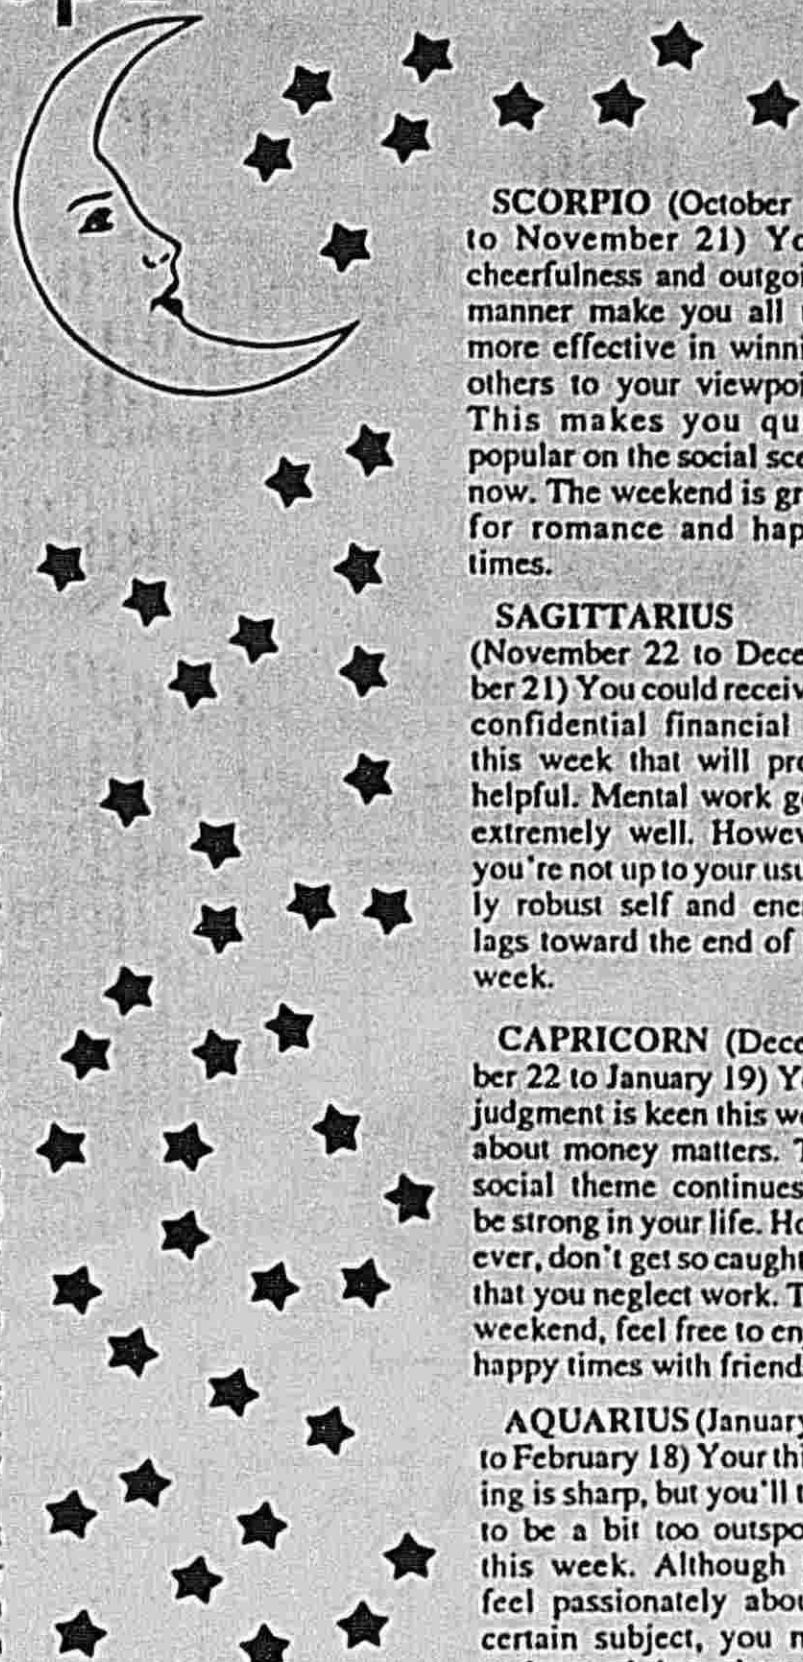 SCORPIO (October
to November 21) Yo
cheerfulness and outgoi
manner make you all
more effective in winni
others to your viewpoi
This makes you qu
popular on the social sce
now. The weekend is gr
for romance and hap
times.
SAGITTARIUS
(November 22 to Dece
ber 21) You could receiv
confidential financial
this week that will pro
helpful. Mental work g
extremely well. Howev
you're not up to your usu
ly robust self and ener
lags toward the end of
week.
CAPRICORN (Dece
ber 22 to January 19) Yo
judgment is keen this we
about money matters. T
social theme continues
be strong in your life. Ho
ever, don't get so caught
that you neglect work. T
weekend, feel free to en
happy times with friend
AQUARIUS (January
to February 18) Your thi
ing is sharp, but you'll t
to be a bit too outspo
this week. Although
feel passionately abou
certain subject, you m